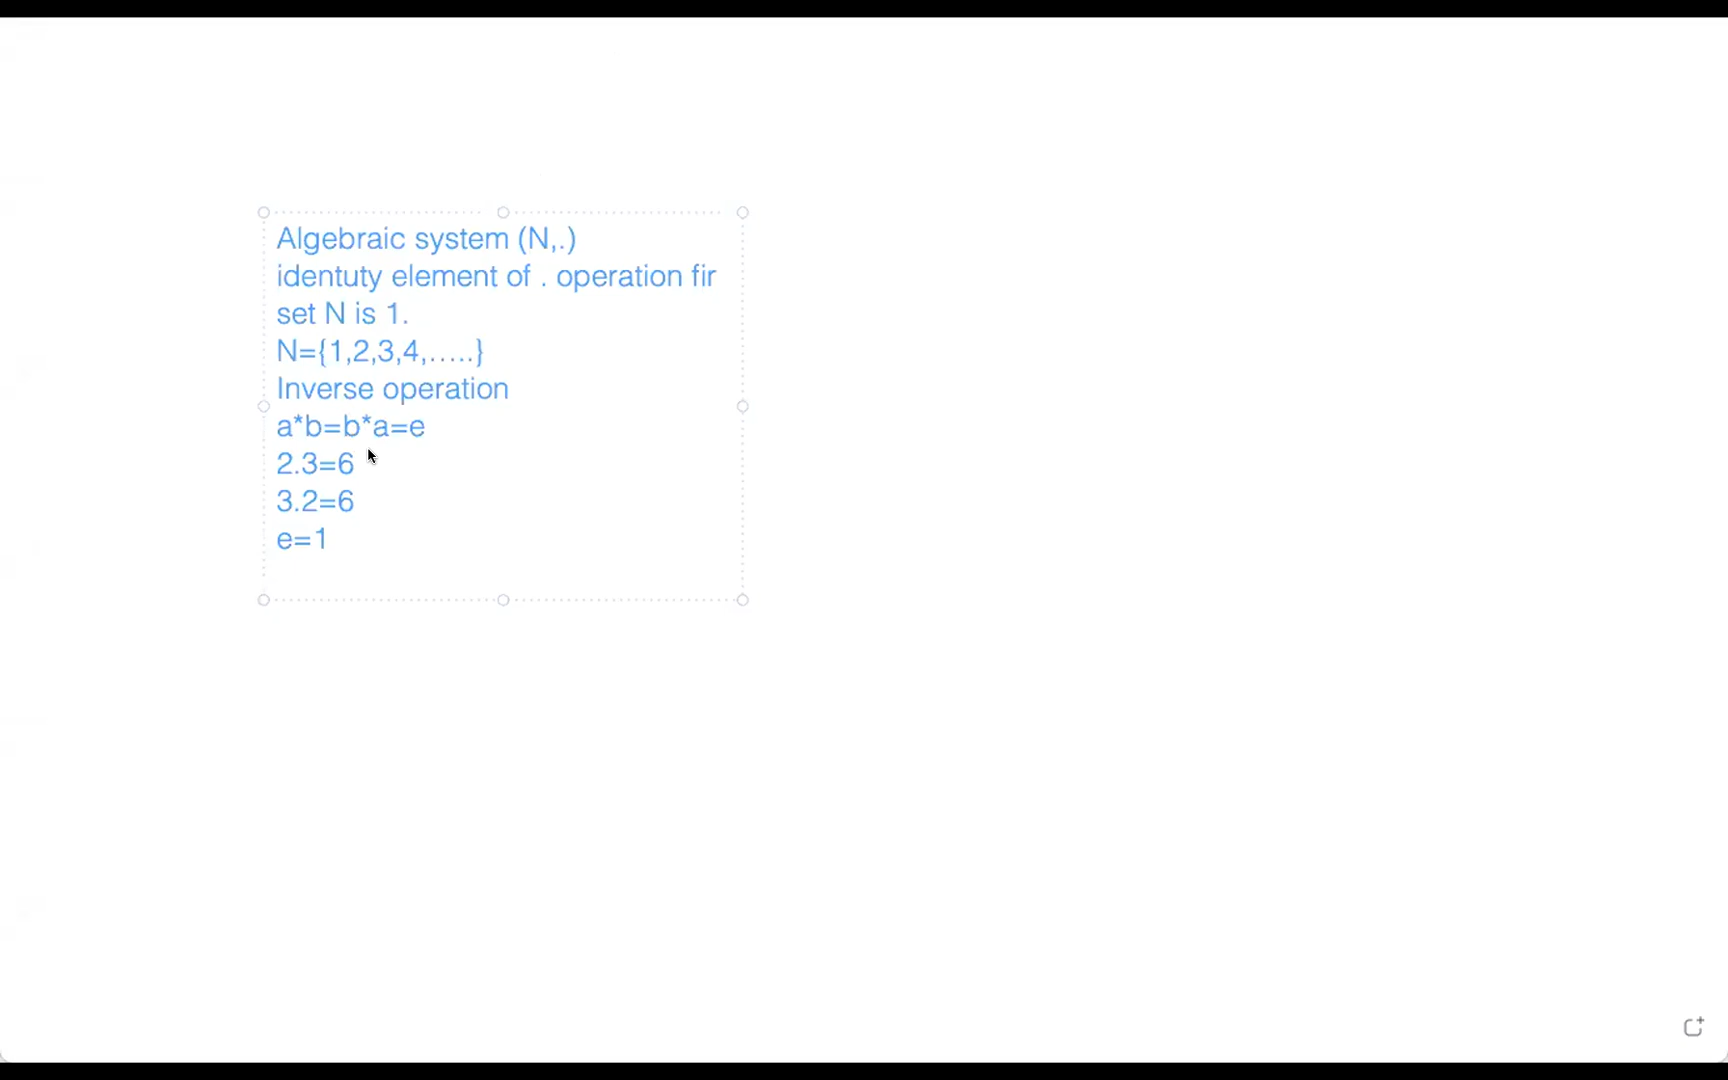 Algebraic system (N,.)
identuty element of . operation fir
set N is 1.
N={1,2,3,4,.....}
Inverse operation
a*b=b*a=e
2.3=6
3.2=6
e=1